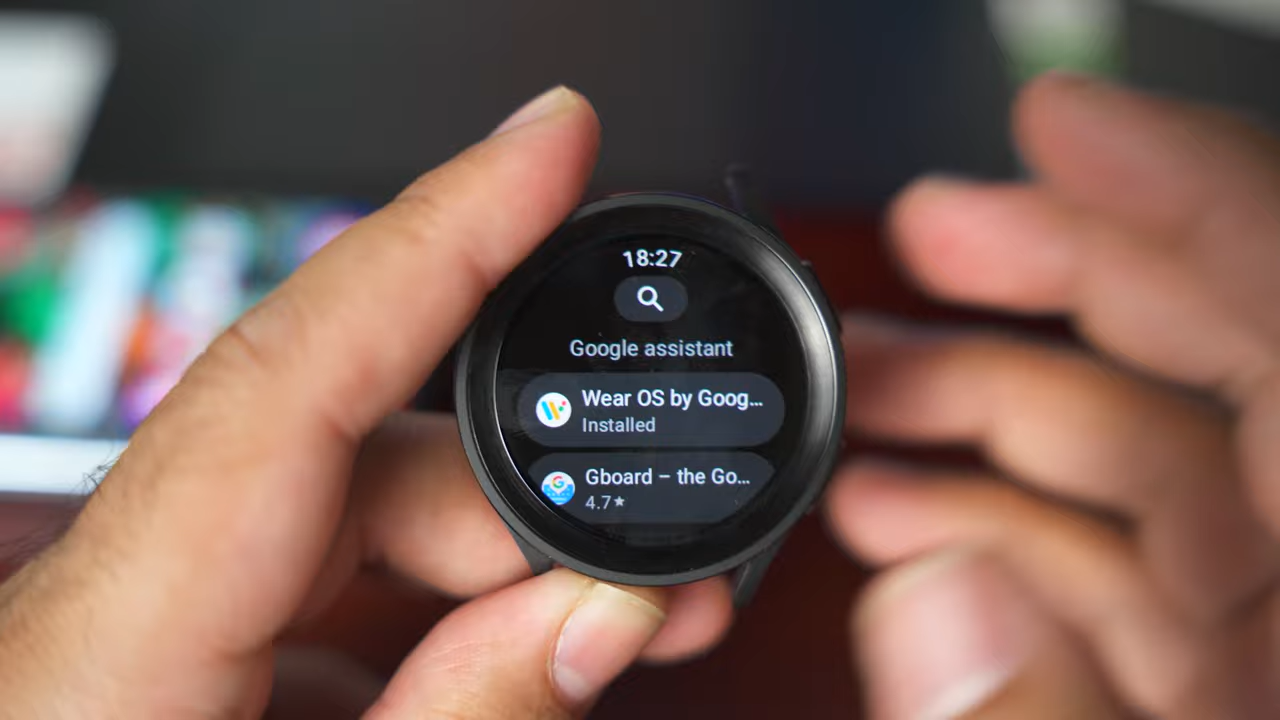 18:27
Google assistant
Wear OS by Goog...
Installed
Gboard – the Go...
4.7★